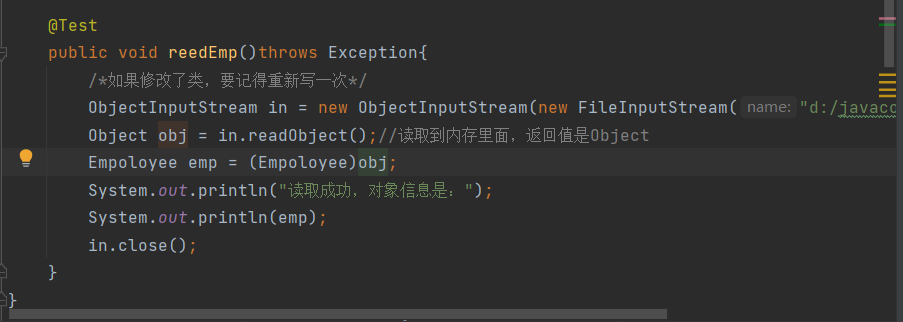 @Test
public void reedEmp()throws Exception{
/*如果修改了类，要记得重新写一次*/
ObjectInputStream in = new ObjectInputStream(new FileInputStream( name: "d:/javacc
Object obj = in.readObject();//读取到内存里面，返回值是Object
Empoloyee emp = (Empoloyee)obj;
System.out.println("读取成功，对象信息是：");
System.out.println(emp);
in.close();
}
}